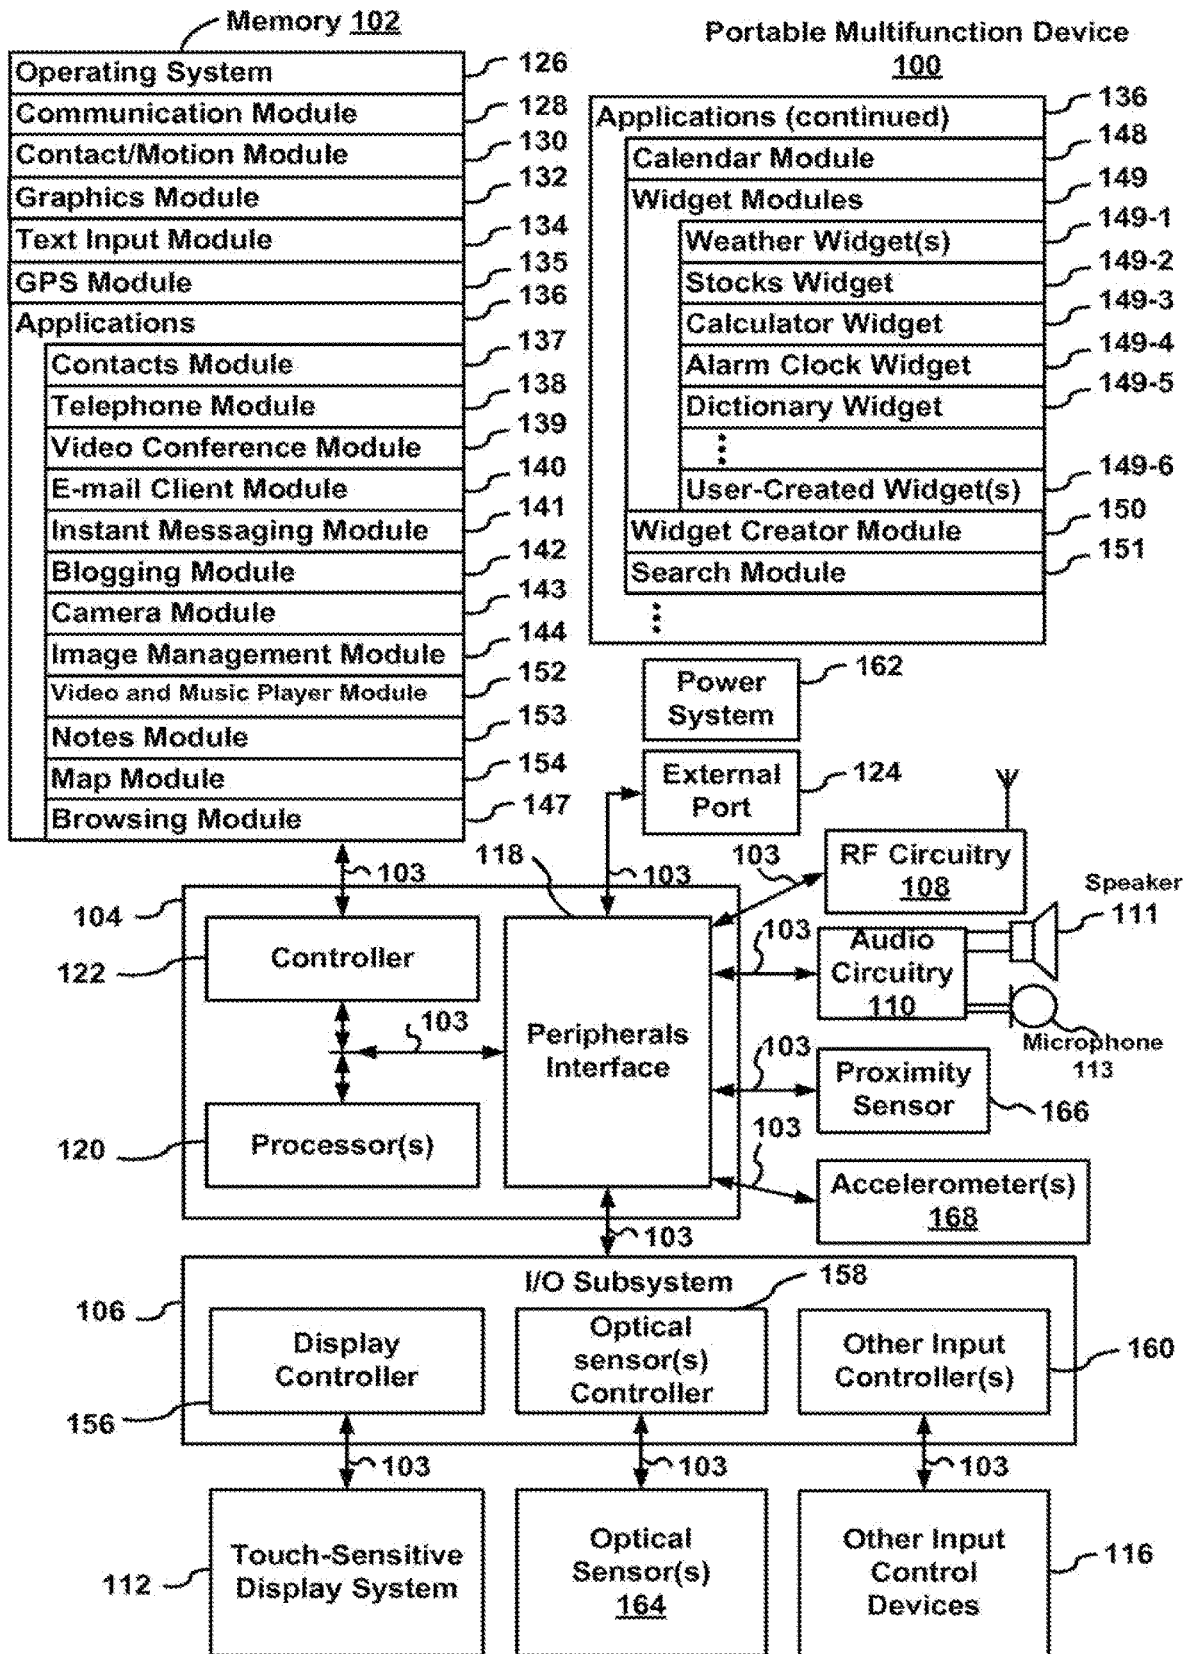 Memory 102
Operating System 126
Communication Module 128
Contact/Motion Module 130
Graphics Module 132
Text Input Module 134
GPS Module 135
Applications 136
Contacts Module 137
Telephone Module 138
Video Conference Module 139
E-mail Client Module 140
Instant Messaging Module 141
Blogging Module 142
Camera Module 143
Image Management Module 144
Video and Music Player Module 152
Notes Module 153
Map Module 154
Browsing Module 147
Portable Multifunction Device
100
Applications (continued) 136
Calendar Module 148
Widget Modules 149
Weather Widget(s) 149-1
Stocks Widget 149-2
Calculator Widget 149-3
Alarm Clock Widget 149-4
Dictionary Widget 149-5
⋮
User-Created Widget(s) 149-6
Widget Creator Module 150
Search Module 151
⋮
Power
System
162
External
Port
124
103
118
103
103
RF Circuitry
108
Speaker
111
104
Controller
122
103
Audio
Circuitry
110
Microphone
113
103
Peripherals
Interface
103
Proximity
Sensor
166
Processor(s)
120
103
Accelerometer(s)
168
103
I/O Subsystem
158
106
Display
Controller
156
Optical
sensor(s)
Controller
Other Input
Controller(s)
160
103
103
103
Touch-Sensitive
Display System
112
Optical
Sensor(s)
164
Other Input
Control
Devices
116